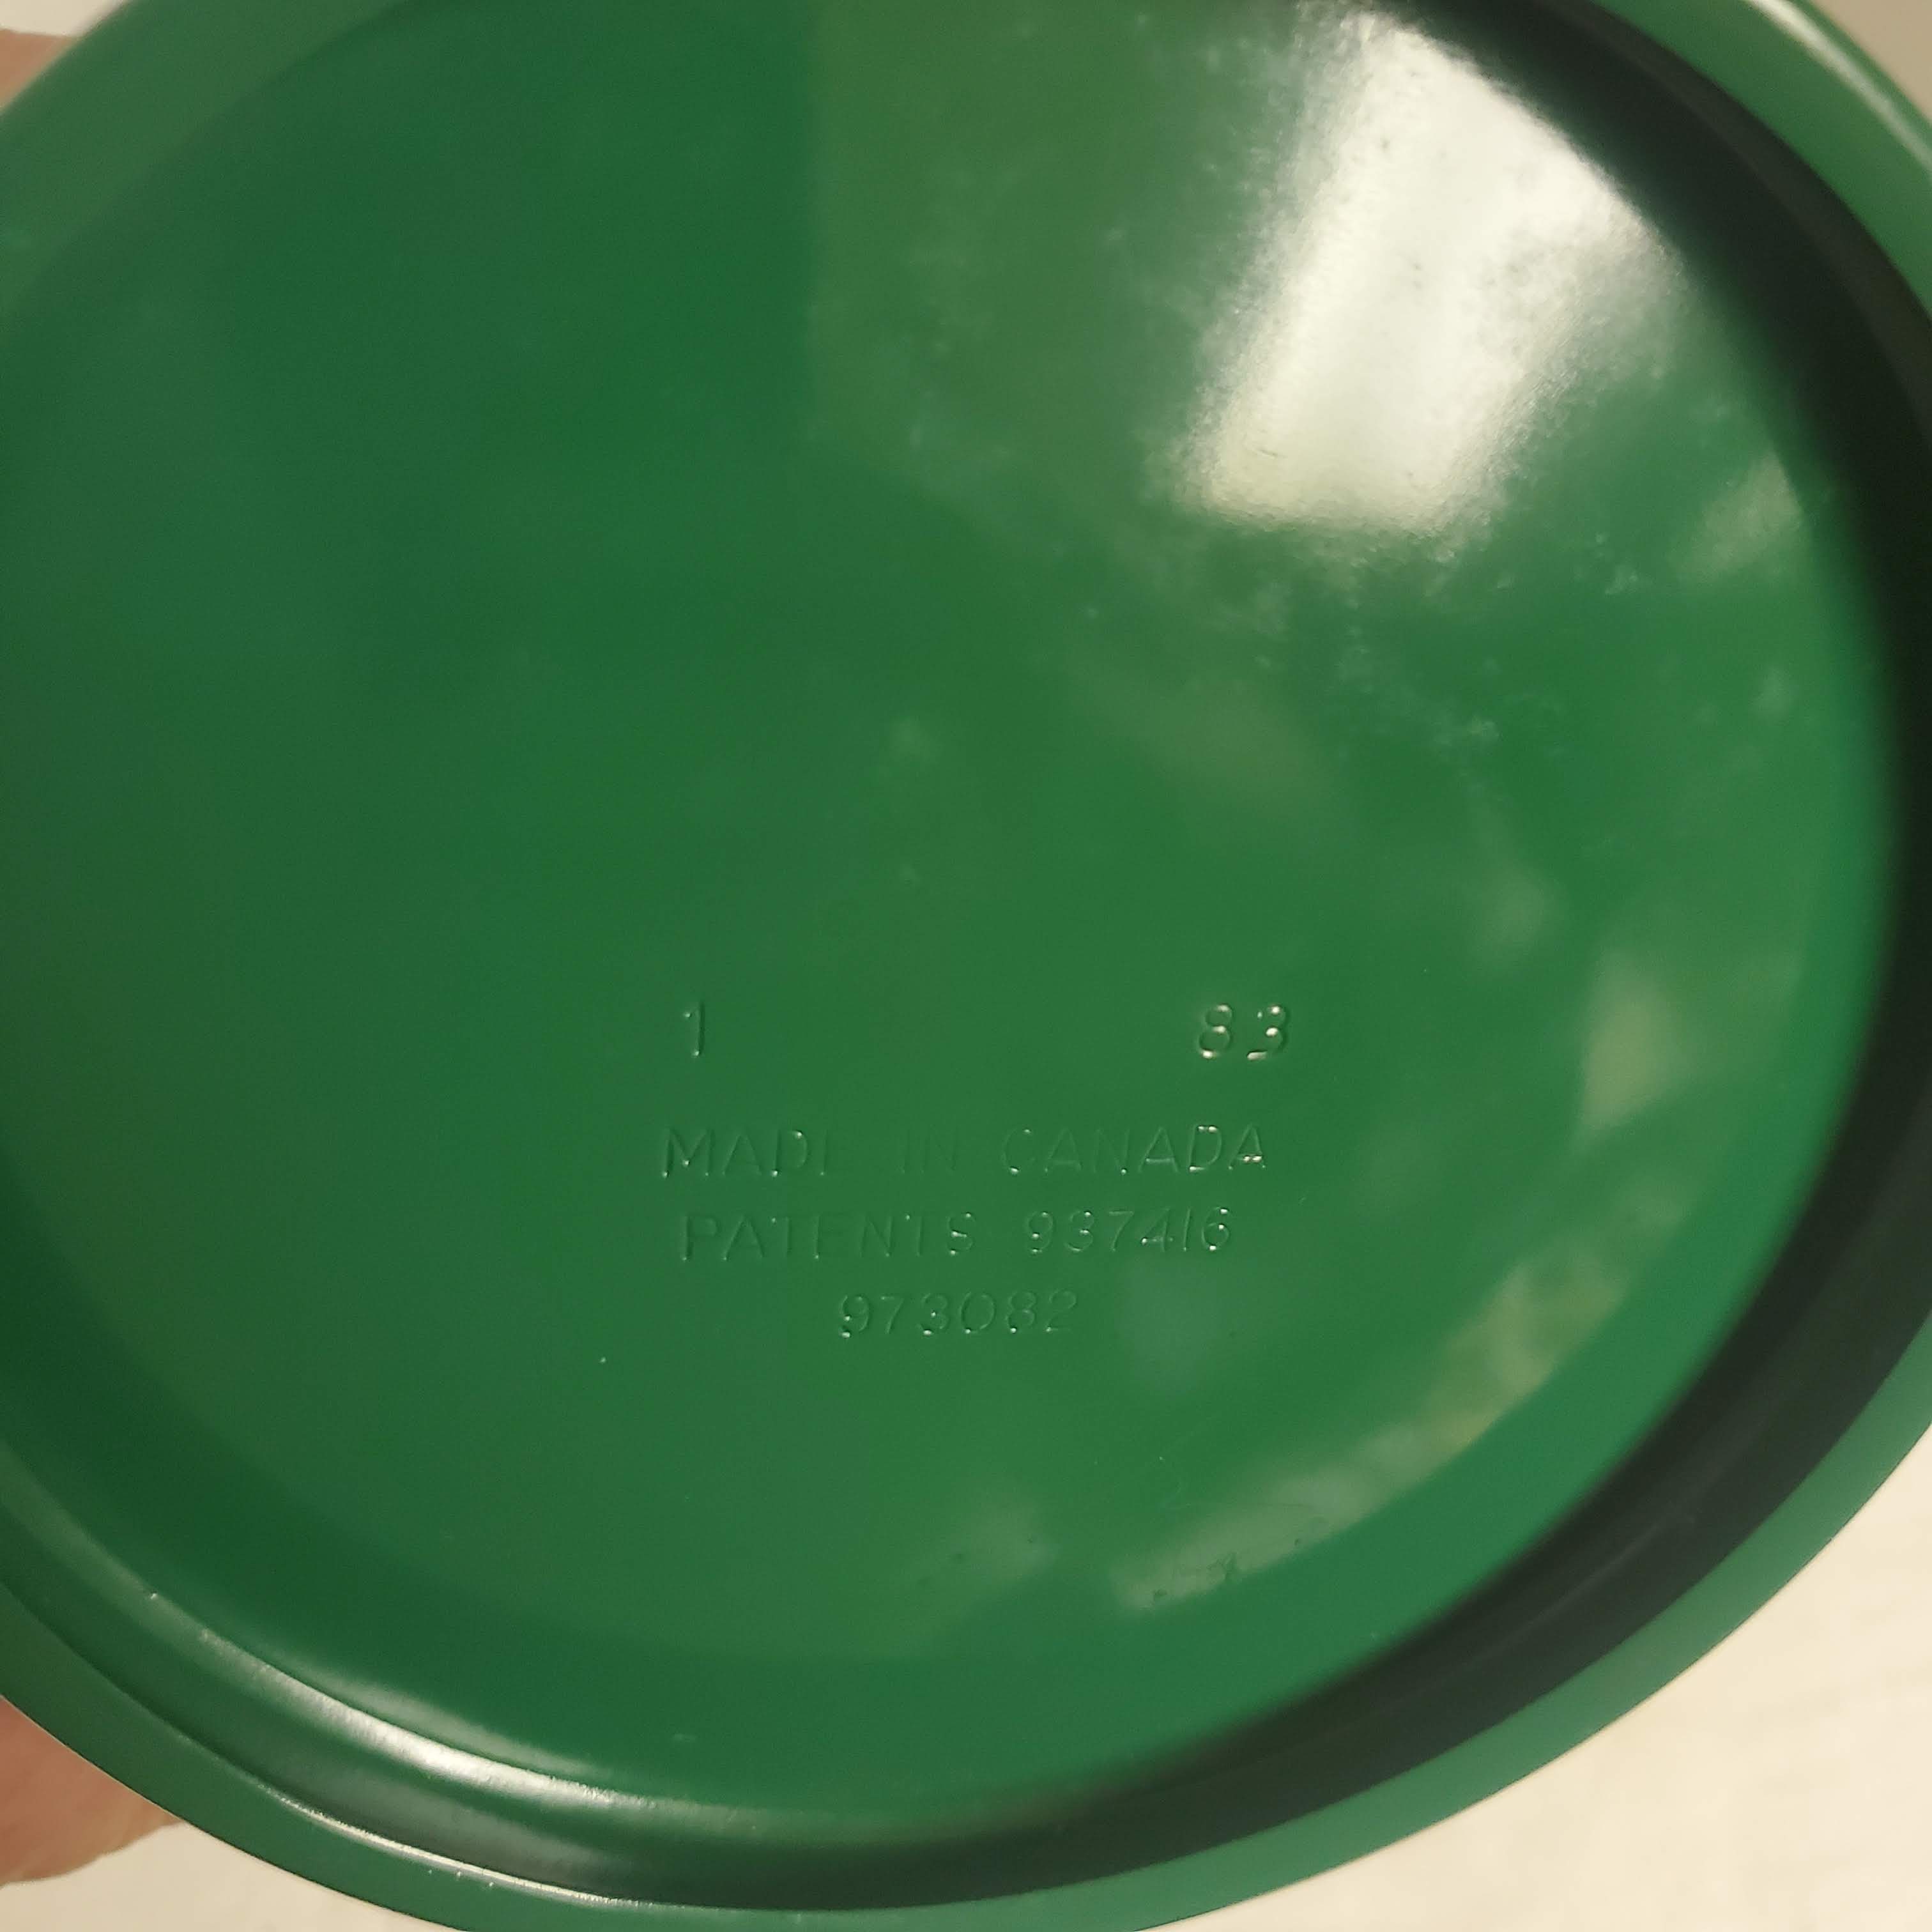 1 83
MADE IN CANADA
PATENTS 937416
973082